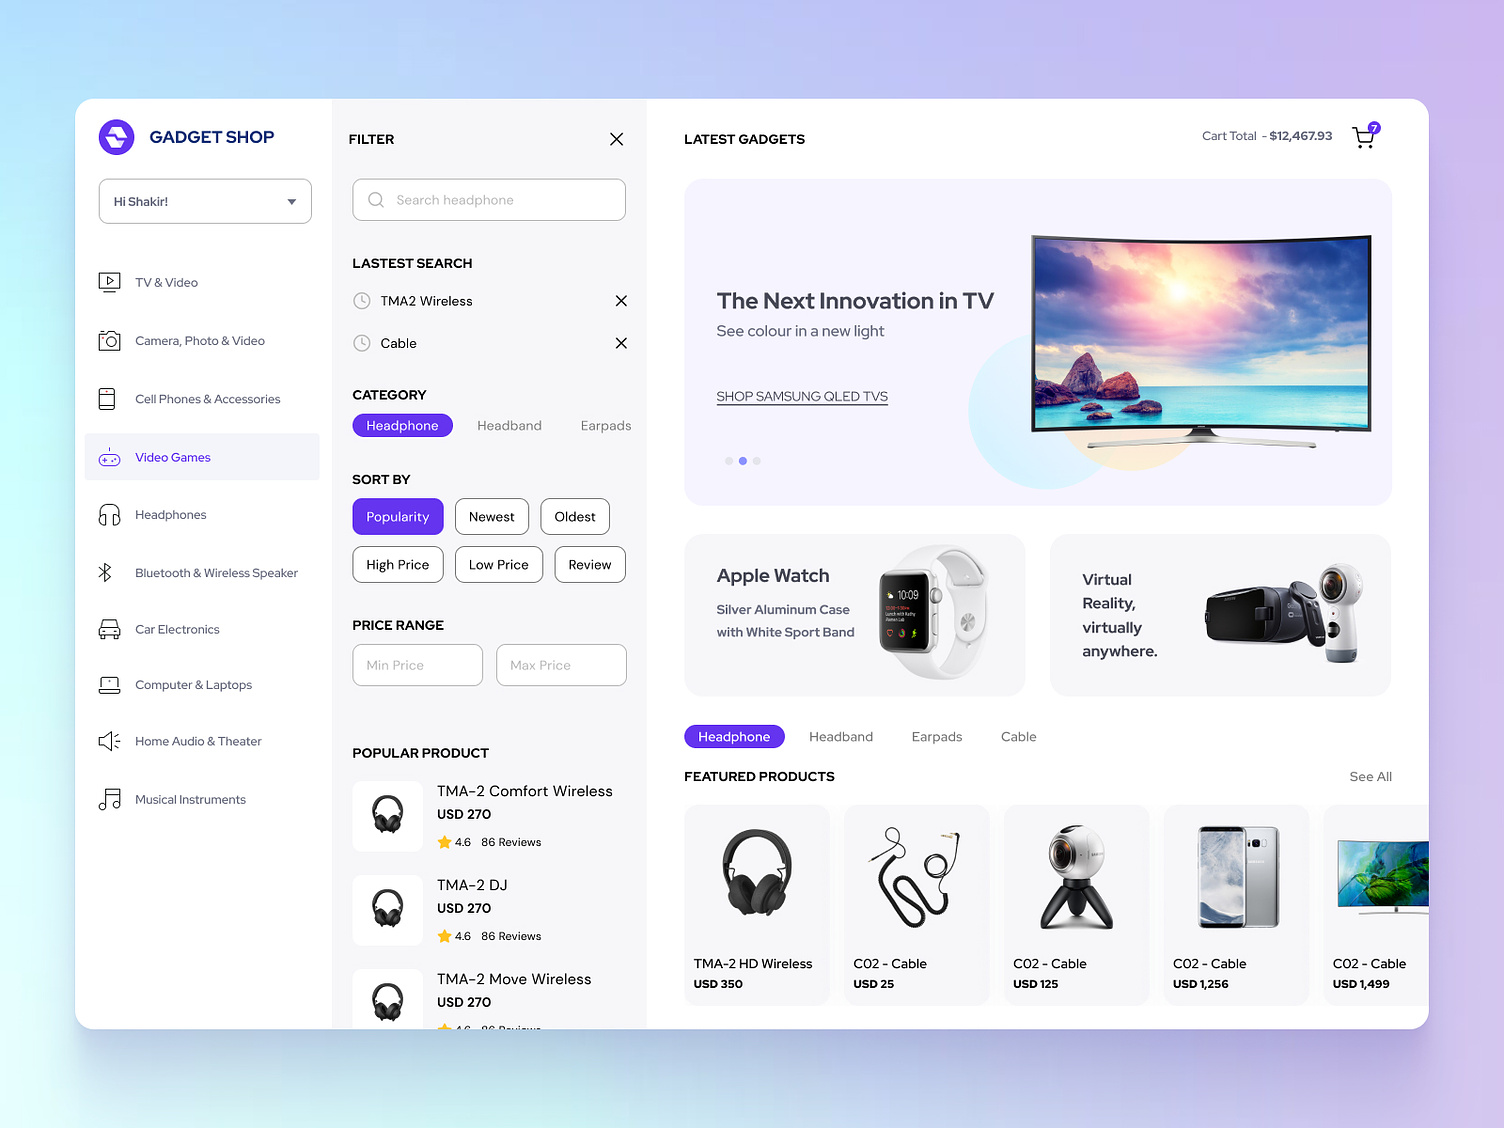 GADGET SHOP
Hi Shakir!
TV & Video
Camera, Photo & Video
Cell Phones & Accessories
Video Games
Headphones
Bluetooth & Wireless Speaker
Car Electronics
Computer & Laptops
Home Audio & Theater
Musical Instruments
FILTER
Search headphone
LASTEST SEARCH
TMA2 Wireless
Cable
CATEGORY
Headphone Headband Earpads
SORT BY
Popularity Newest Oldest
High Price Low Price Review
PRICE RANGE
Min Price Max Price
POPULAR PRODUCT
TMA-2 Comfort Wireless
USD 270
4.6 86 Reviews
TMA-2 DJ
USD 270
4.6 86 Reviews
TMA-2 Move Wireless
USD 270
4.6 86 Reviews
LATEST GADGETS
Cart Total - $12,467.93
7
The Next Innovation in TV
See colour in a new light
SHOP SAMSUNG QLED TVS
Apple Watch
Silver Aluminum Case
with White Sport Band
10:09
Virtual
Reality,
virtually
anywhere.
Headphone Headband Earpads Cable
FEATURED PRODUCTS
See All
TMA-2 HD Wireless
USD 350
C02 - Cable
USD 25
C02 - Cable
USD 125
C02 - Cable
USD 1,256
C02 - Cable
USD 1,499